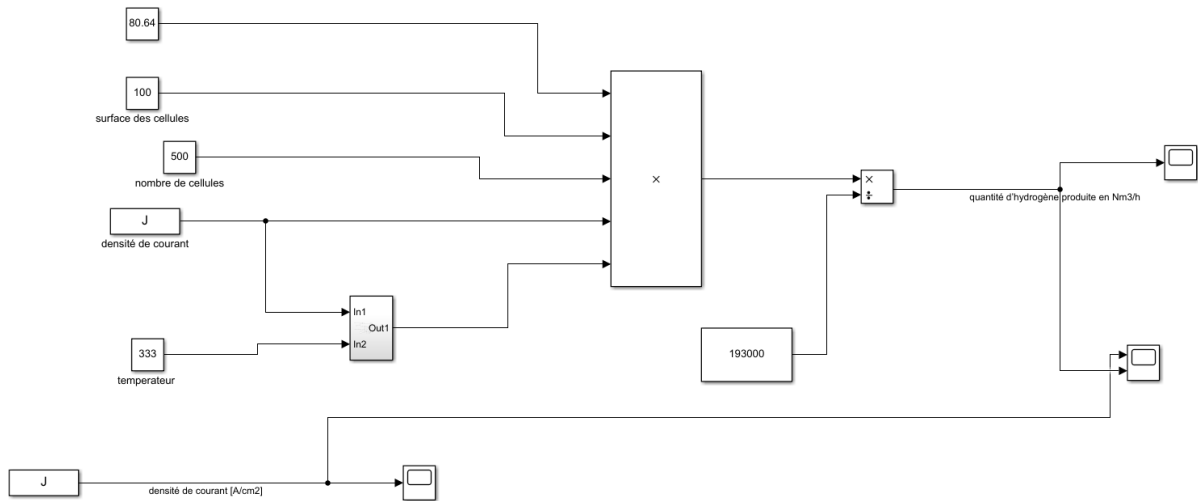 80.64
100
surface des cellules
500
nombre de cellules
×
×
÷
quantité d'hydrogène produite en Nm3/h
J
densité de courant
In1
Out1
In2
333
temperateur
193000
J
densité de courant [A/cm2]